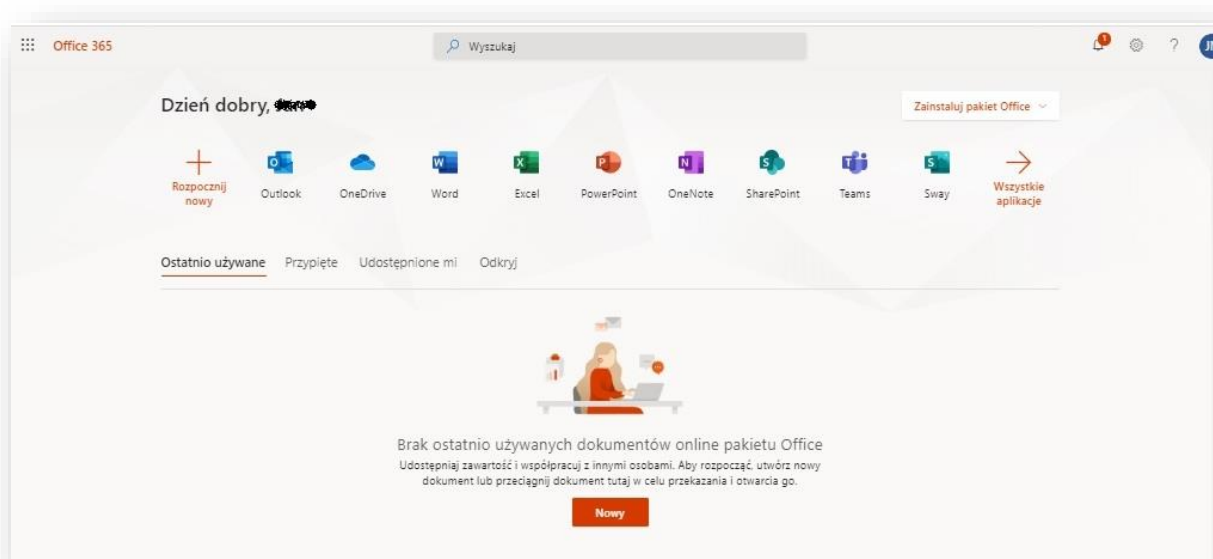 Office 365
Wyszukaj
1
?
Dzień dobry,
Zainstaluj pakiet Office
Rozpocznij
nowy
Outlook
OneDrive
Word
Excel
PowerPoint
OneNote
SharePoint
Teams
Sway
Wszystkie
aplikacje
Ostatnio używane
Przypięte
Udostępnione mi
Odkryj
Brak ostatnio używanych dokumentów online pakietu Office
Udostępniaj zawartość i współpracuj z innymi osobami. Aby rozpocząć, utwórz nowy
dokument lub przeciągnij dokument tutaj w celu przekazania i otwarcia go.
Nowy